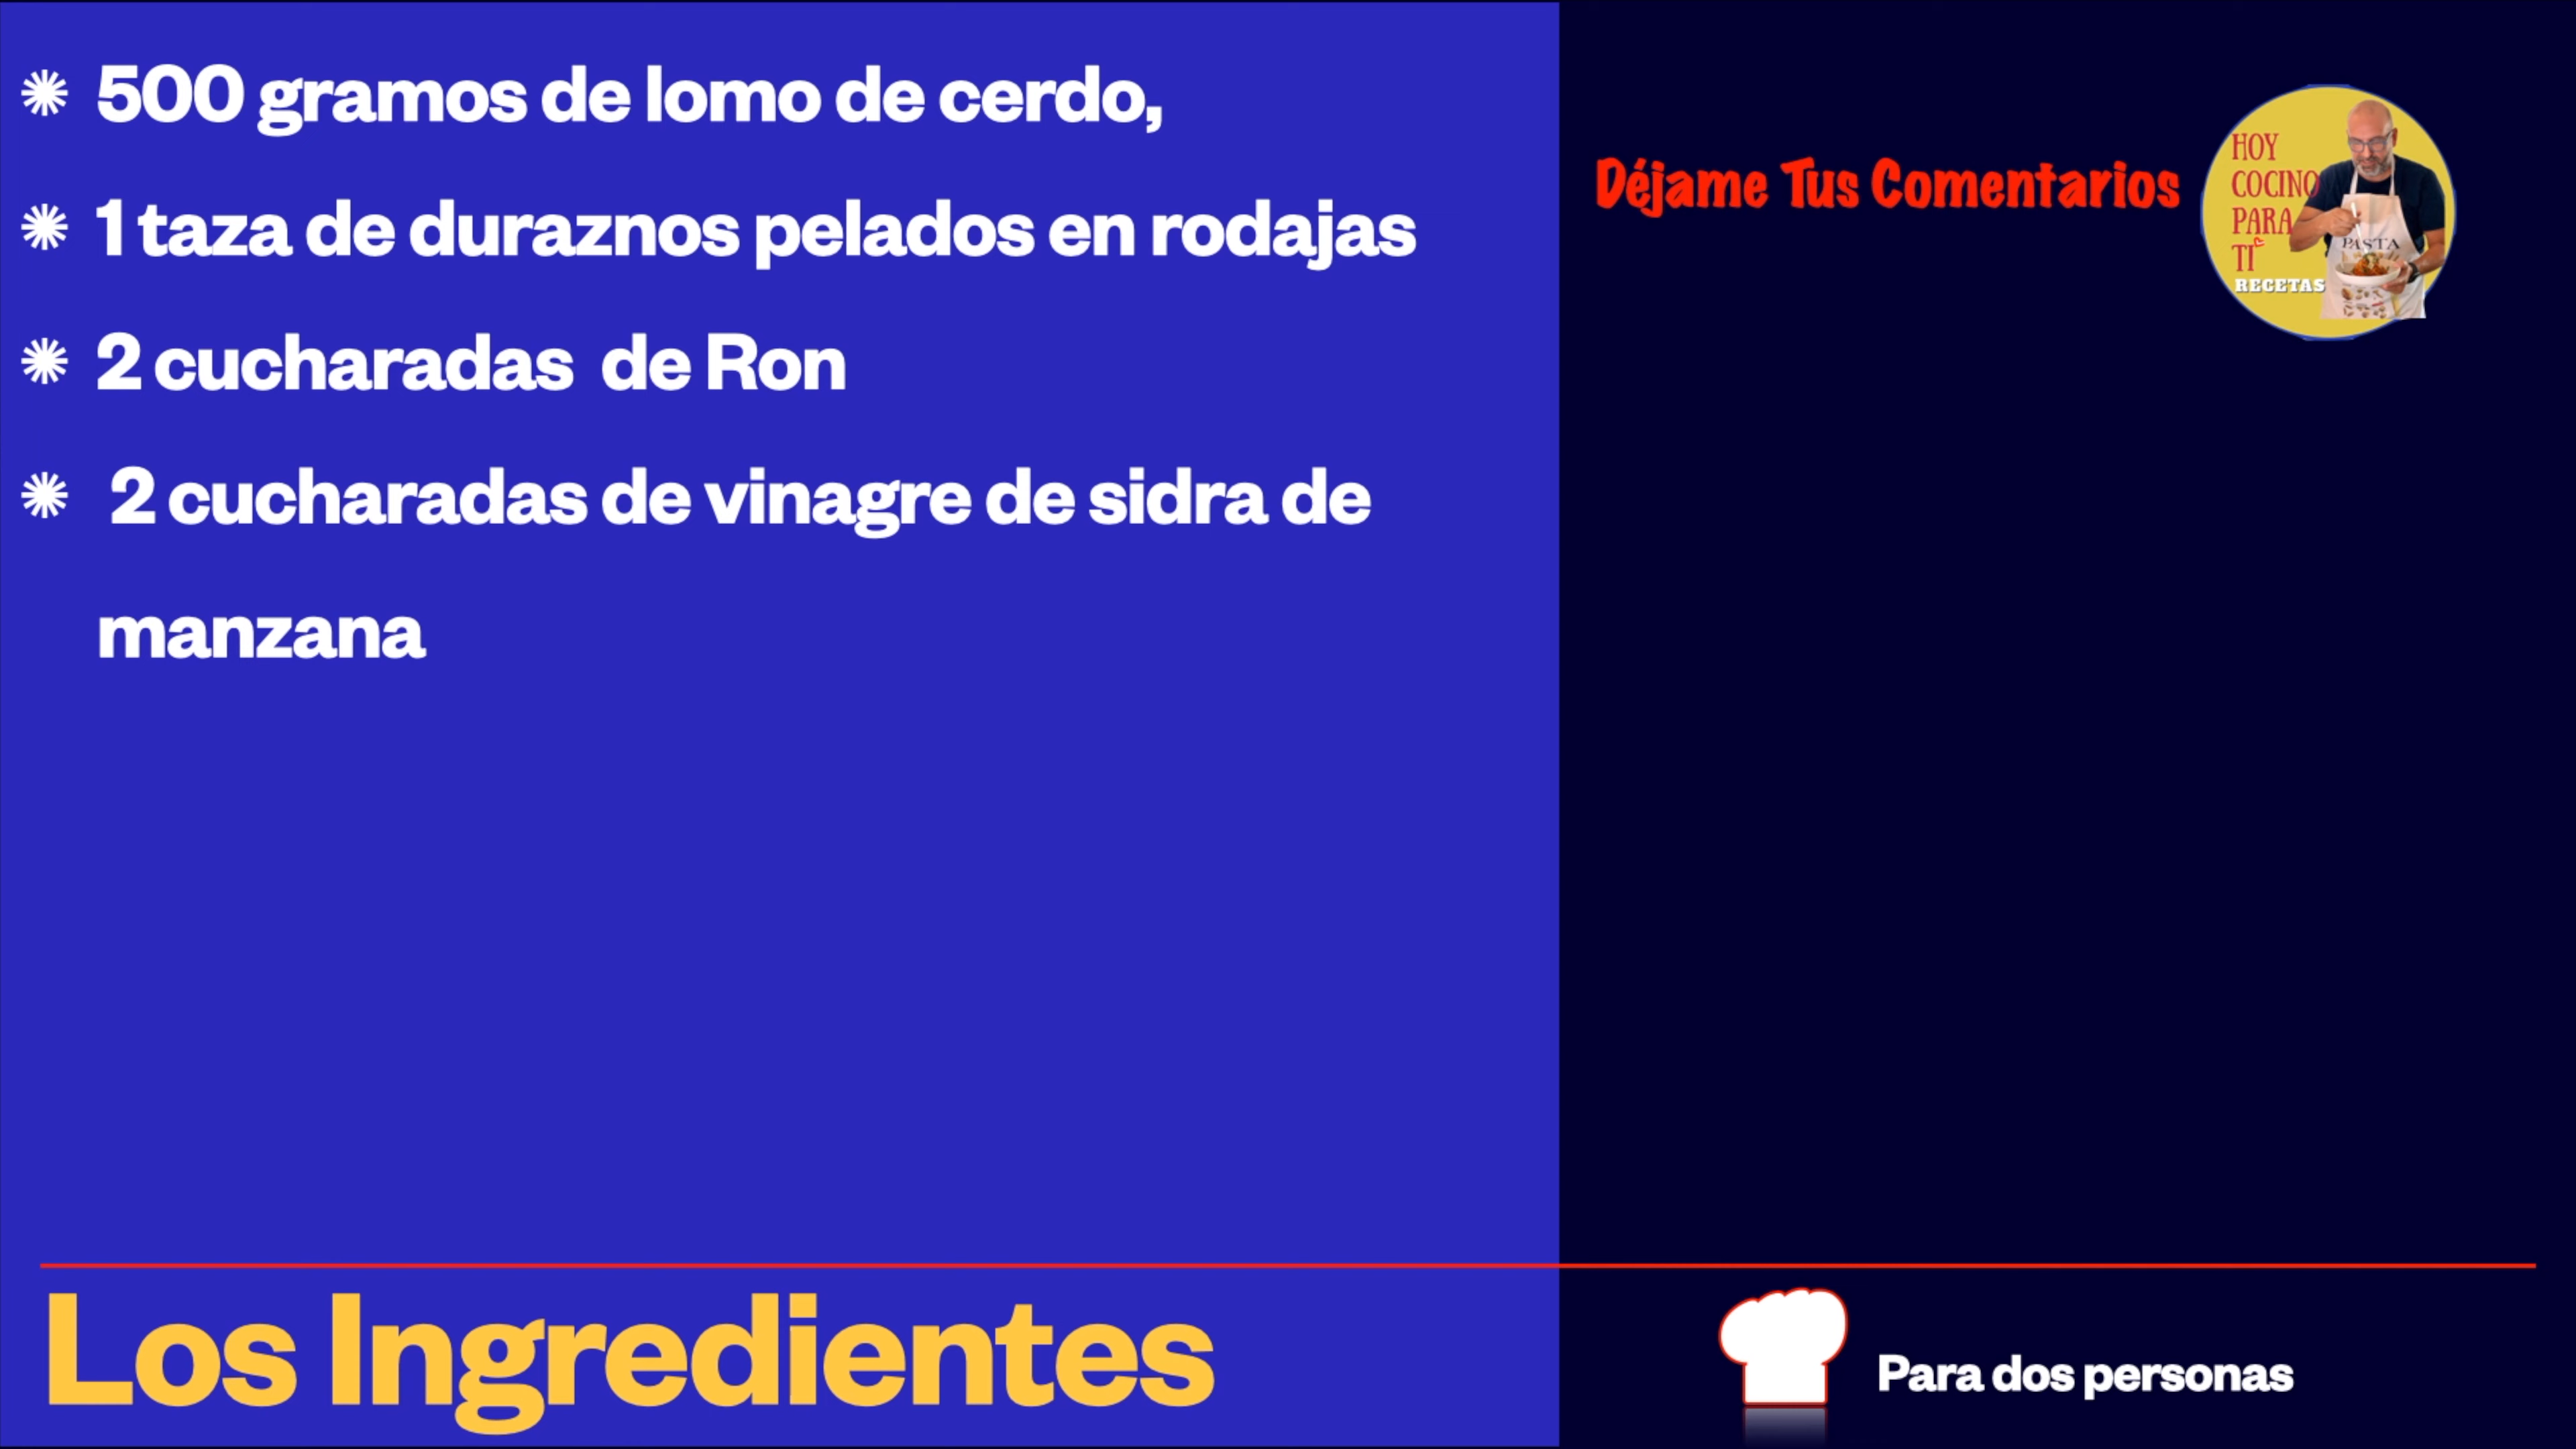 500 gramos de lomo de cerdo,
1 taza de duraznos pelados en rodajas
2 cucharadas de Ron
2 cucharadas de vinagre de sidra de
manzana
Déjame Tus Comentarios
HOY
COCINO
PARA
TI
RECETAS
PASTA
Los Ingredientes
Para dos personas